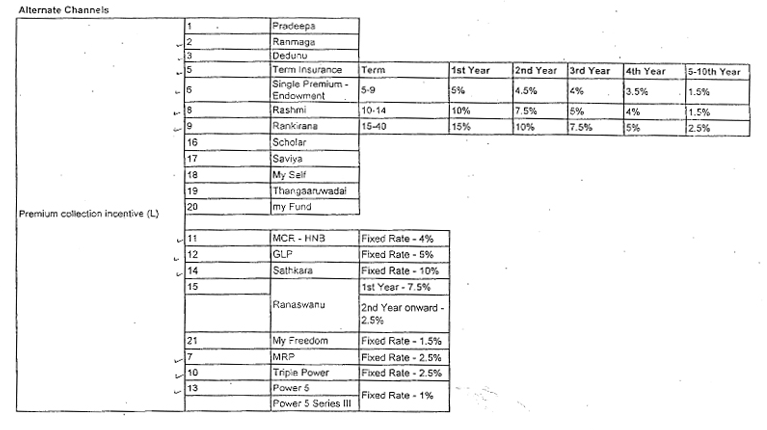 Alternate Channels
1 Pradeepa
2 Ranmaga
3 Dedunu
5 Term Insurance Term 1st Year 2nd Year 3rd Year 4th Year 5-10th Year
6 Single Premium - Endowment 5-9 5% 4.5% 4% 3.5% 1.5%
8 Rashmi 10-14 10% 7.5% 5% 4% 1.5%
9 Rankirana 15-40 15% 10% 7.5% 5% 2.5%
16 Scholar
17 Saviya
18 My Self
19 Thangaaruwadai
20 my Fund
Premium collection incentive (L)
11 MCR - HNB Fixed Rate - 4%
12 GLP Fixed Rate - 5%
14 Sathkara Fixed Rate - 10%
15 Ranaswanu 1st Year - 7.5%
2nd Year onward -
2.5%
21 My Freedom Fixed Rate - 1.5%
7 MRP Fixed Rate - 2.5%
10 Triple Power Fixed Rate - 2.5%
13 Power 5 Fixed Rate - 1%
Power 5 Series III